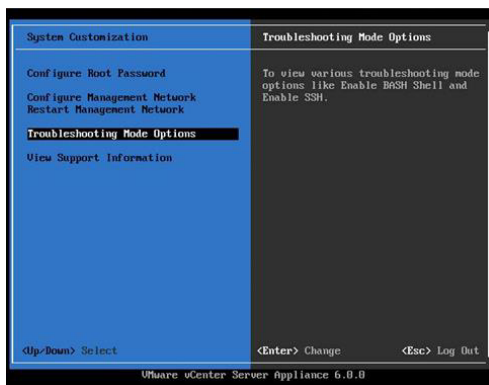 System Customization
Configure Root Password
Configure Management Network
Restart Management Network
Troubleshooting Mode Options
View Support Information
<Up/Down> Select
Troubleshooting Mode Options
To view various troubleshooting mode
options like Enable BASH Shell and
Enable SSH.
<Enter> Change
<Esc> Log Out
VMware vCenter Server Appliance 6.0.0